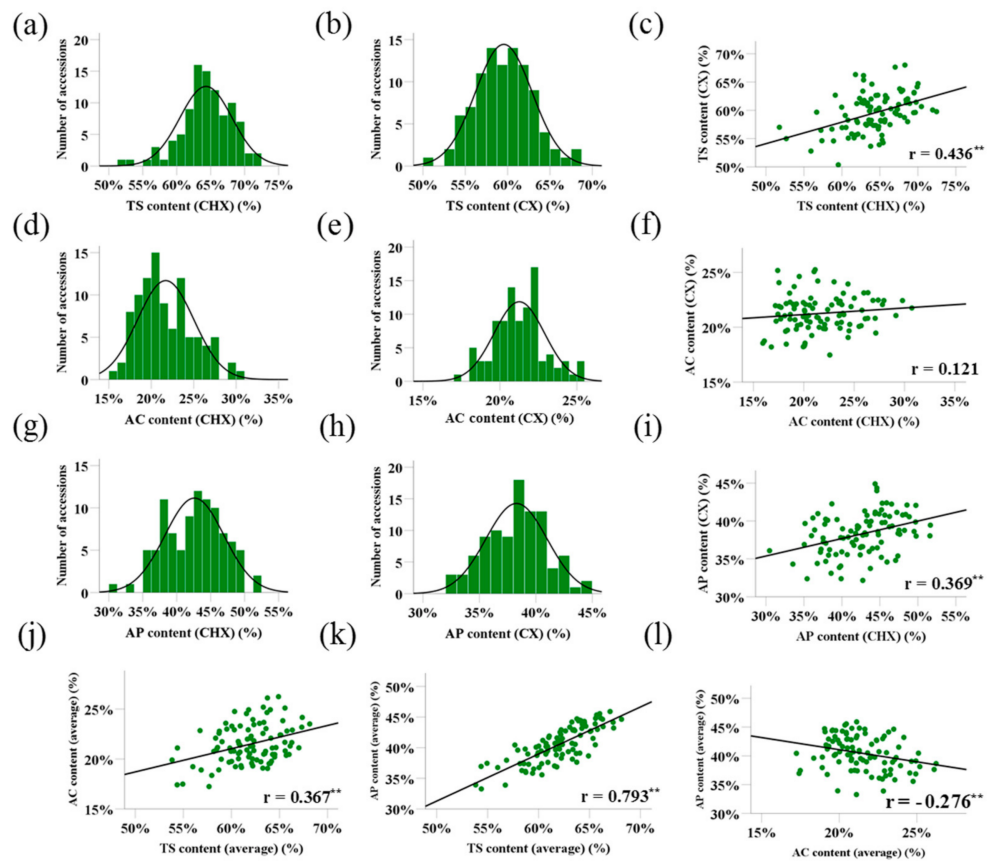 (a)
Number of accessions
20
15
10
5
0
50% 55% 60% 65% 70% 75%
TS content (CHX) (%)
(b)
Number of accessions
15
10
5
0
50% 55% 60% 65% 70%
TS content (CX) (%)
(c)
TS content (CX) (%)
70%
65%
60%
55%
50%
r = 0.436**
50% 55% 60% 65% 70% 75%
TS content (CHX) (%)
(d)
Number of accessions
15
10
5
0
15% 20% 25% 30% 35%
AC content (CHX) (%)
(e)
Number of accessions
20
15
10
5
0
15% 20% 25%
AC content (CX) (%)
(f)
AC content (CX) (%)
25%
20%
15%
r = 0.121
15% 20% 25% 30% 35%
AC content (CHX) (%)
(g)
Number of accessions
15
10
5
0
30% 35% 40% 45% 50% 55%
AP content (CHX) (%)
(h)
Number of accessions
20
15
10
5
0
30% 35% 40% 45%
AP content (CX) (%)
(i)
AP content (CX) (%)
45%
40%
35%
30%
r = 0.369**
30% 35% 40% 45% 50% 55%
AP content (CHX) (%)
(j)
AC content (average) (%)
25%
20%
15%
r = 0.367**
50% 55% 60% 65% 70%
TS content (average) (%)
(k)
AP content (average) (%)
50%
45%
40%
35%
30%
r = 0.793**
50% 55% 60% 65% 70%
TS content (average) (%)
(l)
AP content (average) (%)
50%
45%
40%
35%
30%
r = - 0.276**
15% 20% 25%
AC content (average) (%)